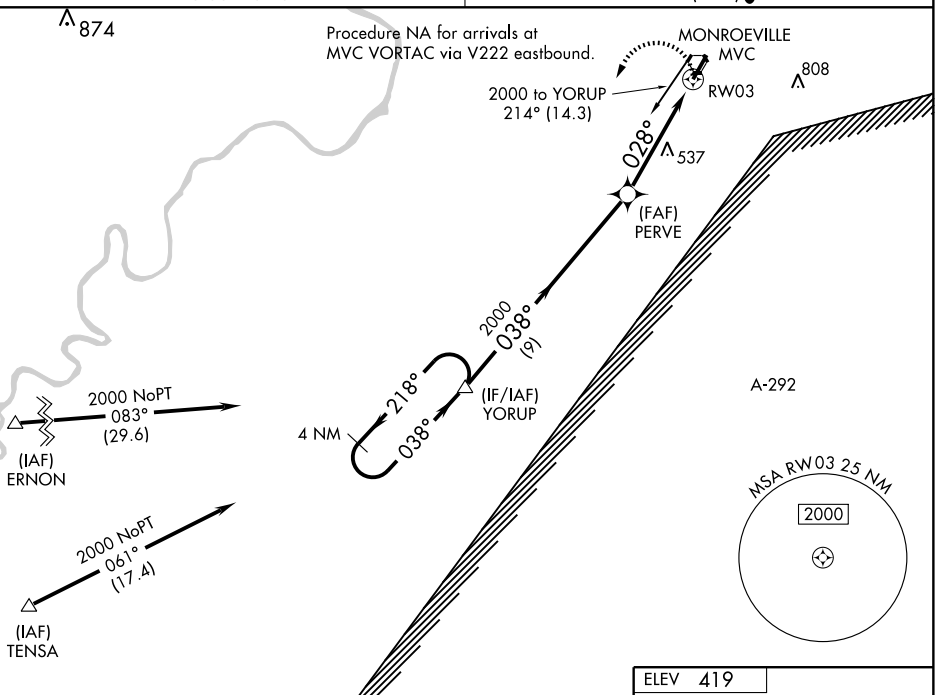 874
Procedure NA for arrivals at
MVC VORTAC via V222 eastbound.
MONROEVILLE
MVC
808
2000 to YORUP
214° (14.3)
RW03
028°
537
(FAF)
PERVE
2000
038°
(9)
218°
(IF/IAF)
YORUP
A-292
038°
4 NM
2000 NoPT
083°
(29.6)
(IAF)
ERNON
MSA RW03 25 NM
2000
2000 NoPT
061°
(17.4)
(IAF)
TENSA
ELEV 419